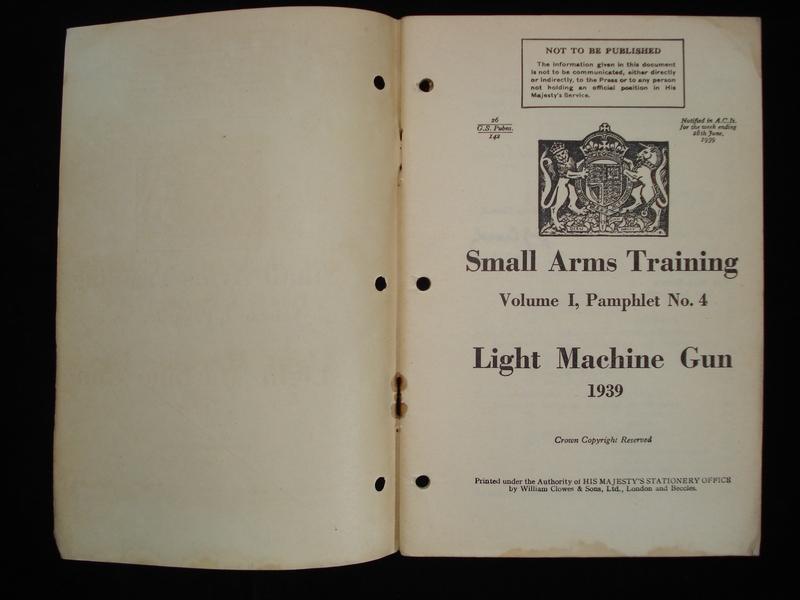 NOT TO BE PUBLISHED
The information given in this document
is not to be communicated, either directly
or indirectly, to the Press or to any person
not holding an official position in His
Majesty's Service.
26
G.S. Pubns.
142
Notified in A.C.Is.
for the week ending
28th June,
1939
Small Arms Training
Volume I, Pamphlet No. 4
Light Machine Gun
1939
Crown Copyright Reserved
Printed under the Authority of HIS MAJESTY'S STATIONERY OFFICE
by William Clowes & Sons, Ltd., London and Beccles.